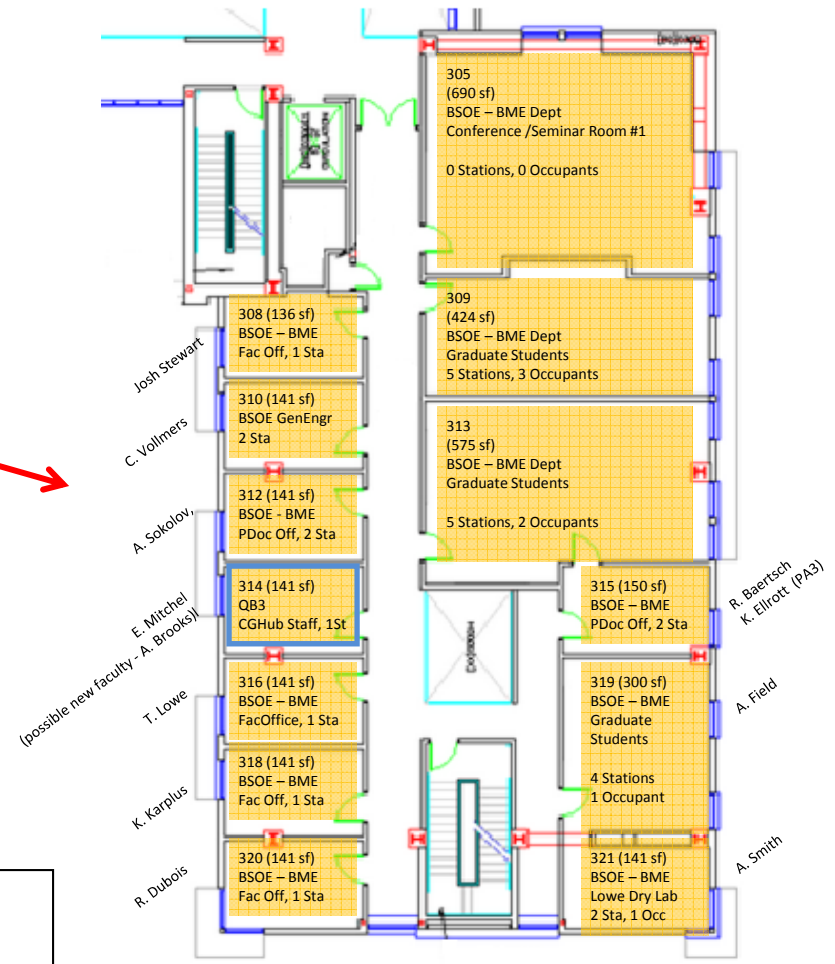 305
(690 sf)
BSOE – BME Dept
Conference /Seminar Room #1
0 Stations, 0 Occupants
309
(424 sf)
BSOE – BME Dept
Graduate Students
5 Stations, 3 Occupants
313
(575 sf)
BSOE – BME Dept
Graduate Students
5 Stations, 2 Occupants
308 (136 sf)
BSOE – BME
Fac Off, 1 Sta
Josh Stewart
310 (141 sf)
BSOE GenEngr
2 Sta
C. Vollmers
312 (141 sf)
BSOE - BME
PDoc Off, 2 Sta
A. Sokolov,
314 (141 sf)
QB3
CGHub Staff, 1St
E. Mitchel
(possible new faculty - A. Brooks)l
316 (141 sf)
BSOE – BME
FacOffice, 1 Sta
T. Lowe
318 (141 sf)
BSOE – BME
Fac Off, 1 Sta
K. Karplus
320 (141 sf)
BSOE – BME
Fac Off, 1 Sta
R. Dubois
315 (150 sf)
BSOE – BME
PDoc Off, 2 Sta
R. Baertsch
K. Ellrott (PA3)
319 (300 sf)
BSOE – BME
Graduate
Students
4 Stations
1 Occupant
A. Field
321 (141 sf)
BSOE – BME
Lowe Dry Lab
2 Sta, 1 Occ
A. Smith